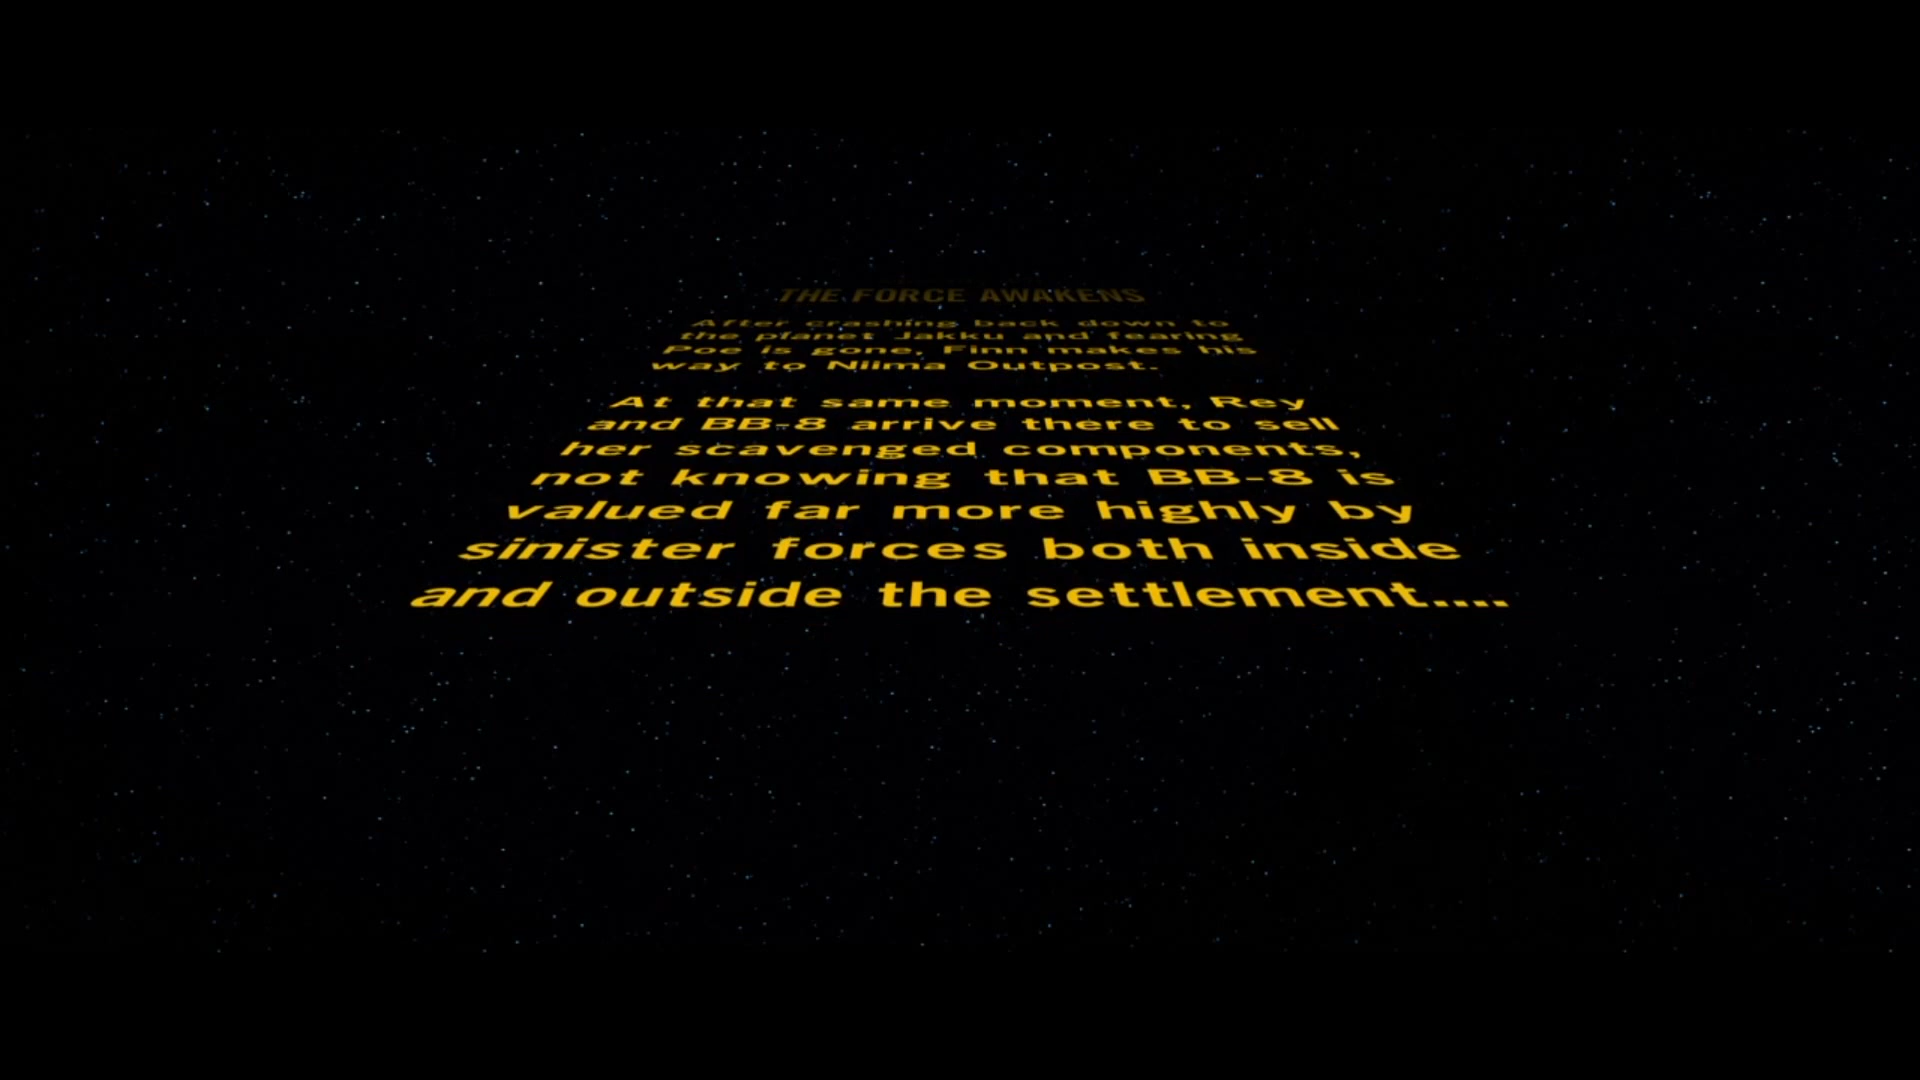 THE FORCE AWAKENS
After crashing back down to
the planet Jakku and fearing
Poe is gone, Finn makes his
way to Niima Outpost.
At that same moment, Rey
and BB-8 arrive there to sell
her scavenged components,
not knowing that BB-8 is
valued far more highly by
sinister forces both inside
and outside the settlement....